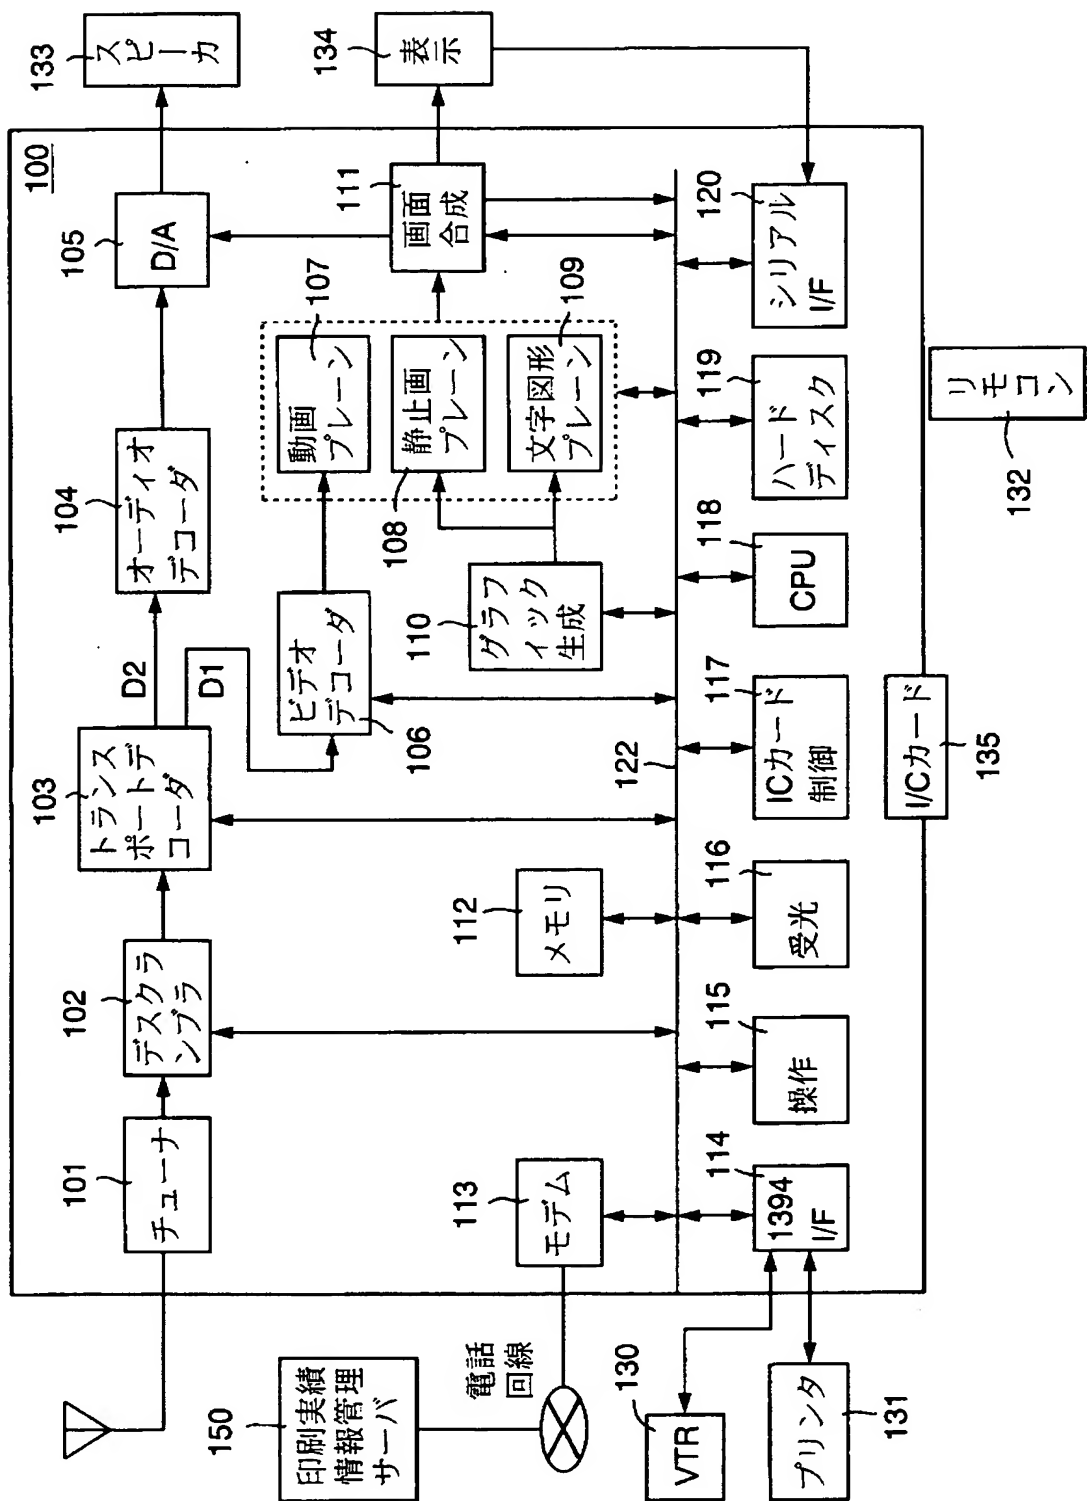 100
133
スピーカ
105
D/A
104
オーディオ
デコーダ
D2
D1
103
トランス
ポートデ
コーダ
102
デスクラ
ンブラ
101
チューナ
134
表示
111
画面
合成
107
動画
プレーン
108
静止画
プレーン
109
文字図形
プレーン
106
ビデオ
デコーダ
110
グラフ
ィック
生成
112
メモリ
113
モデム
電話
回線
150
印刷実績
情報管理
サーバ
122
114
1394
I/F
115
操作
116
受光
117
ICカード
制御
118
CPU
119
ハード
ディスク
120
シリアル
I/F
130
VTR
131
プリンタ
I/Cカード
135
リモコン
132